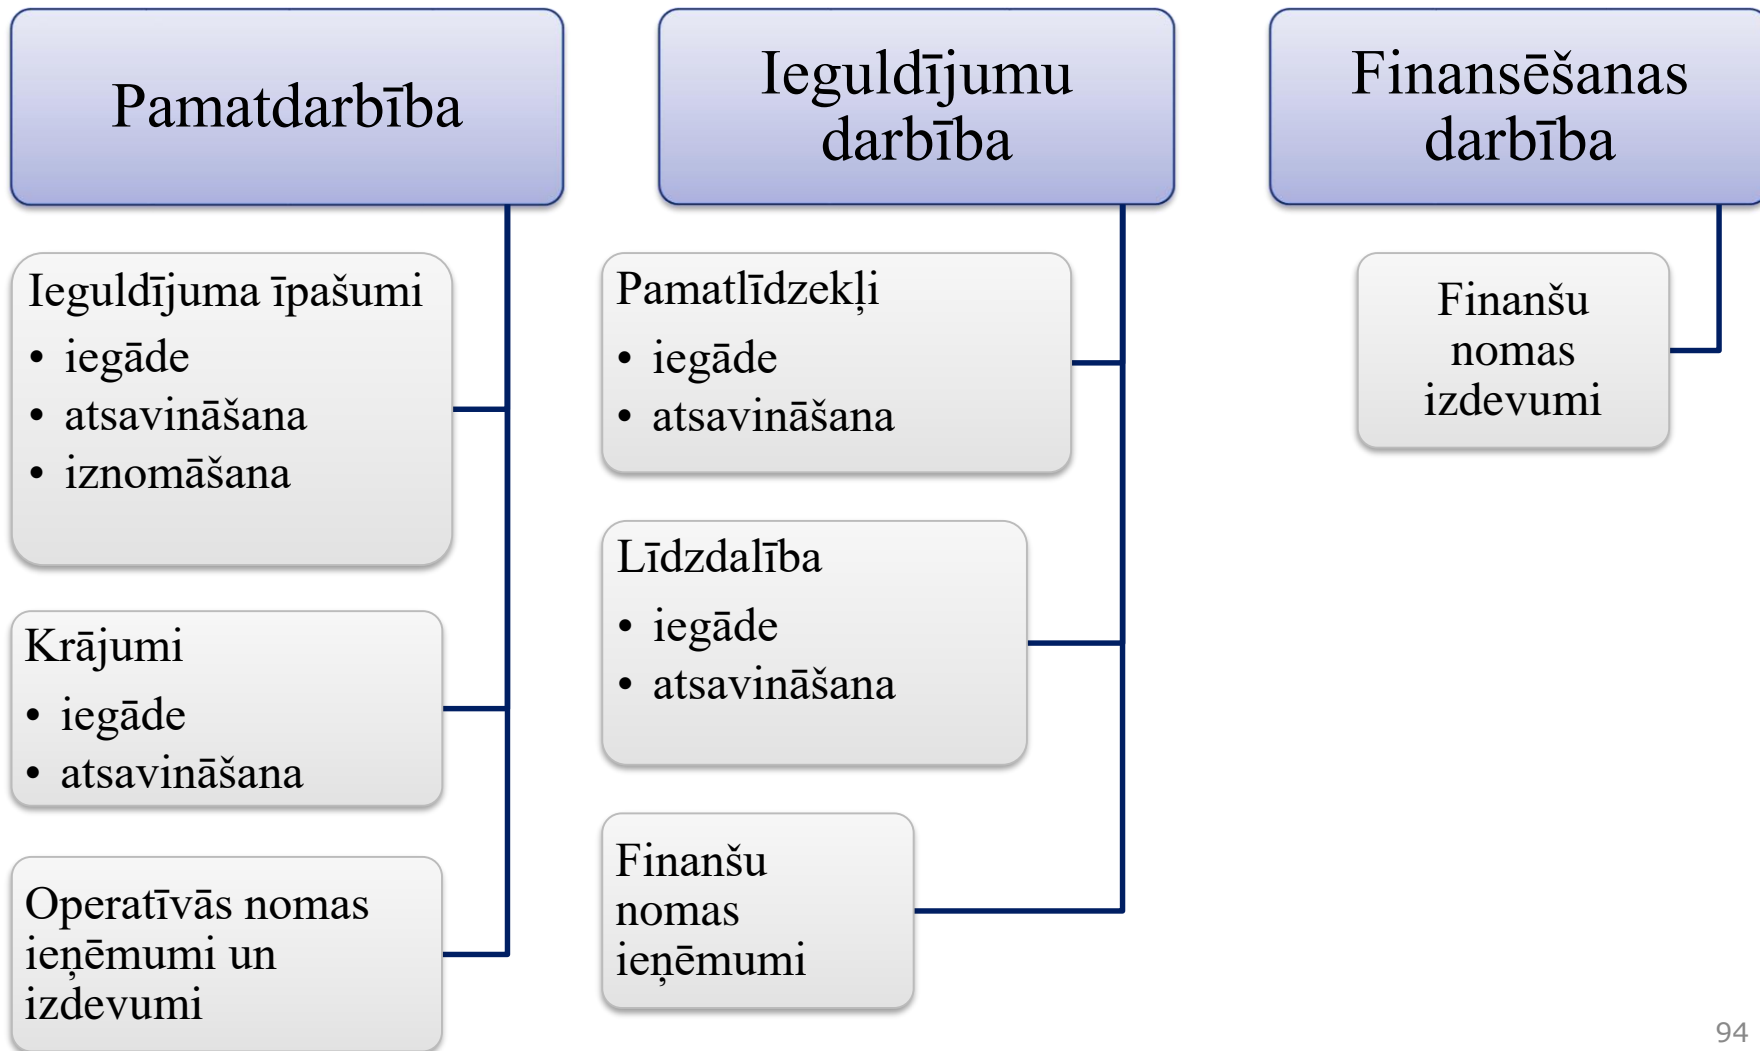 Pamatdarbība
Ieguldījuma īpašumi
• iegāde
• atsavināšana
• iznomāšana
Krājumi
• iegāde
• atsavināšana
Operatīvās nomas
ieņēmumi un
izdevumi
Ieguldījumu
darbība
Pamatlīdzekļi
• iegāde
• atsavināšana
Līdzdalība
• iegāde
• atsavināšana
Finanšu
nomas
ieņēmumi
Finansēšanas
darbība
Finanšu
nomas
izdevumi
94